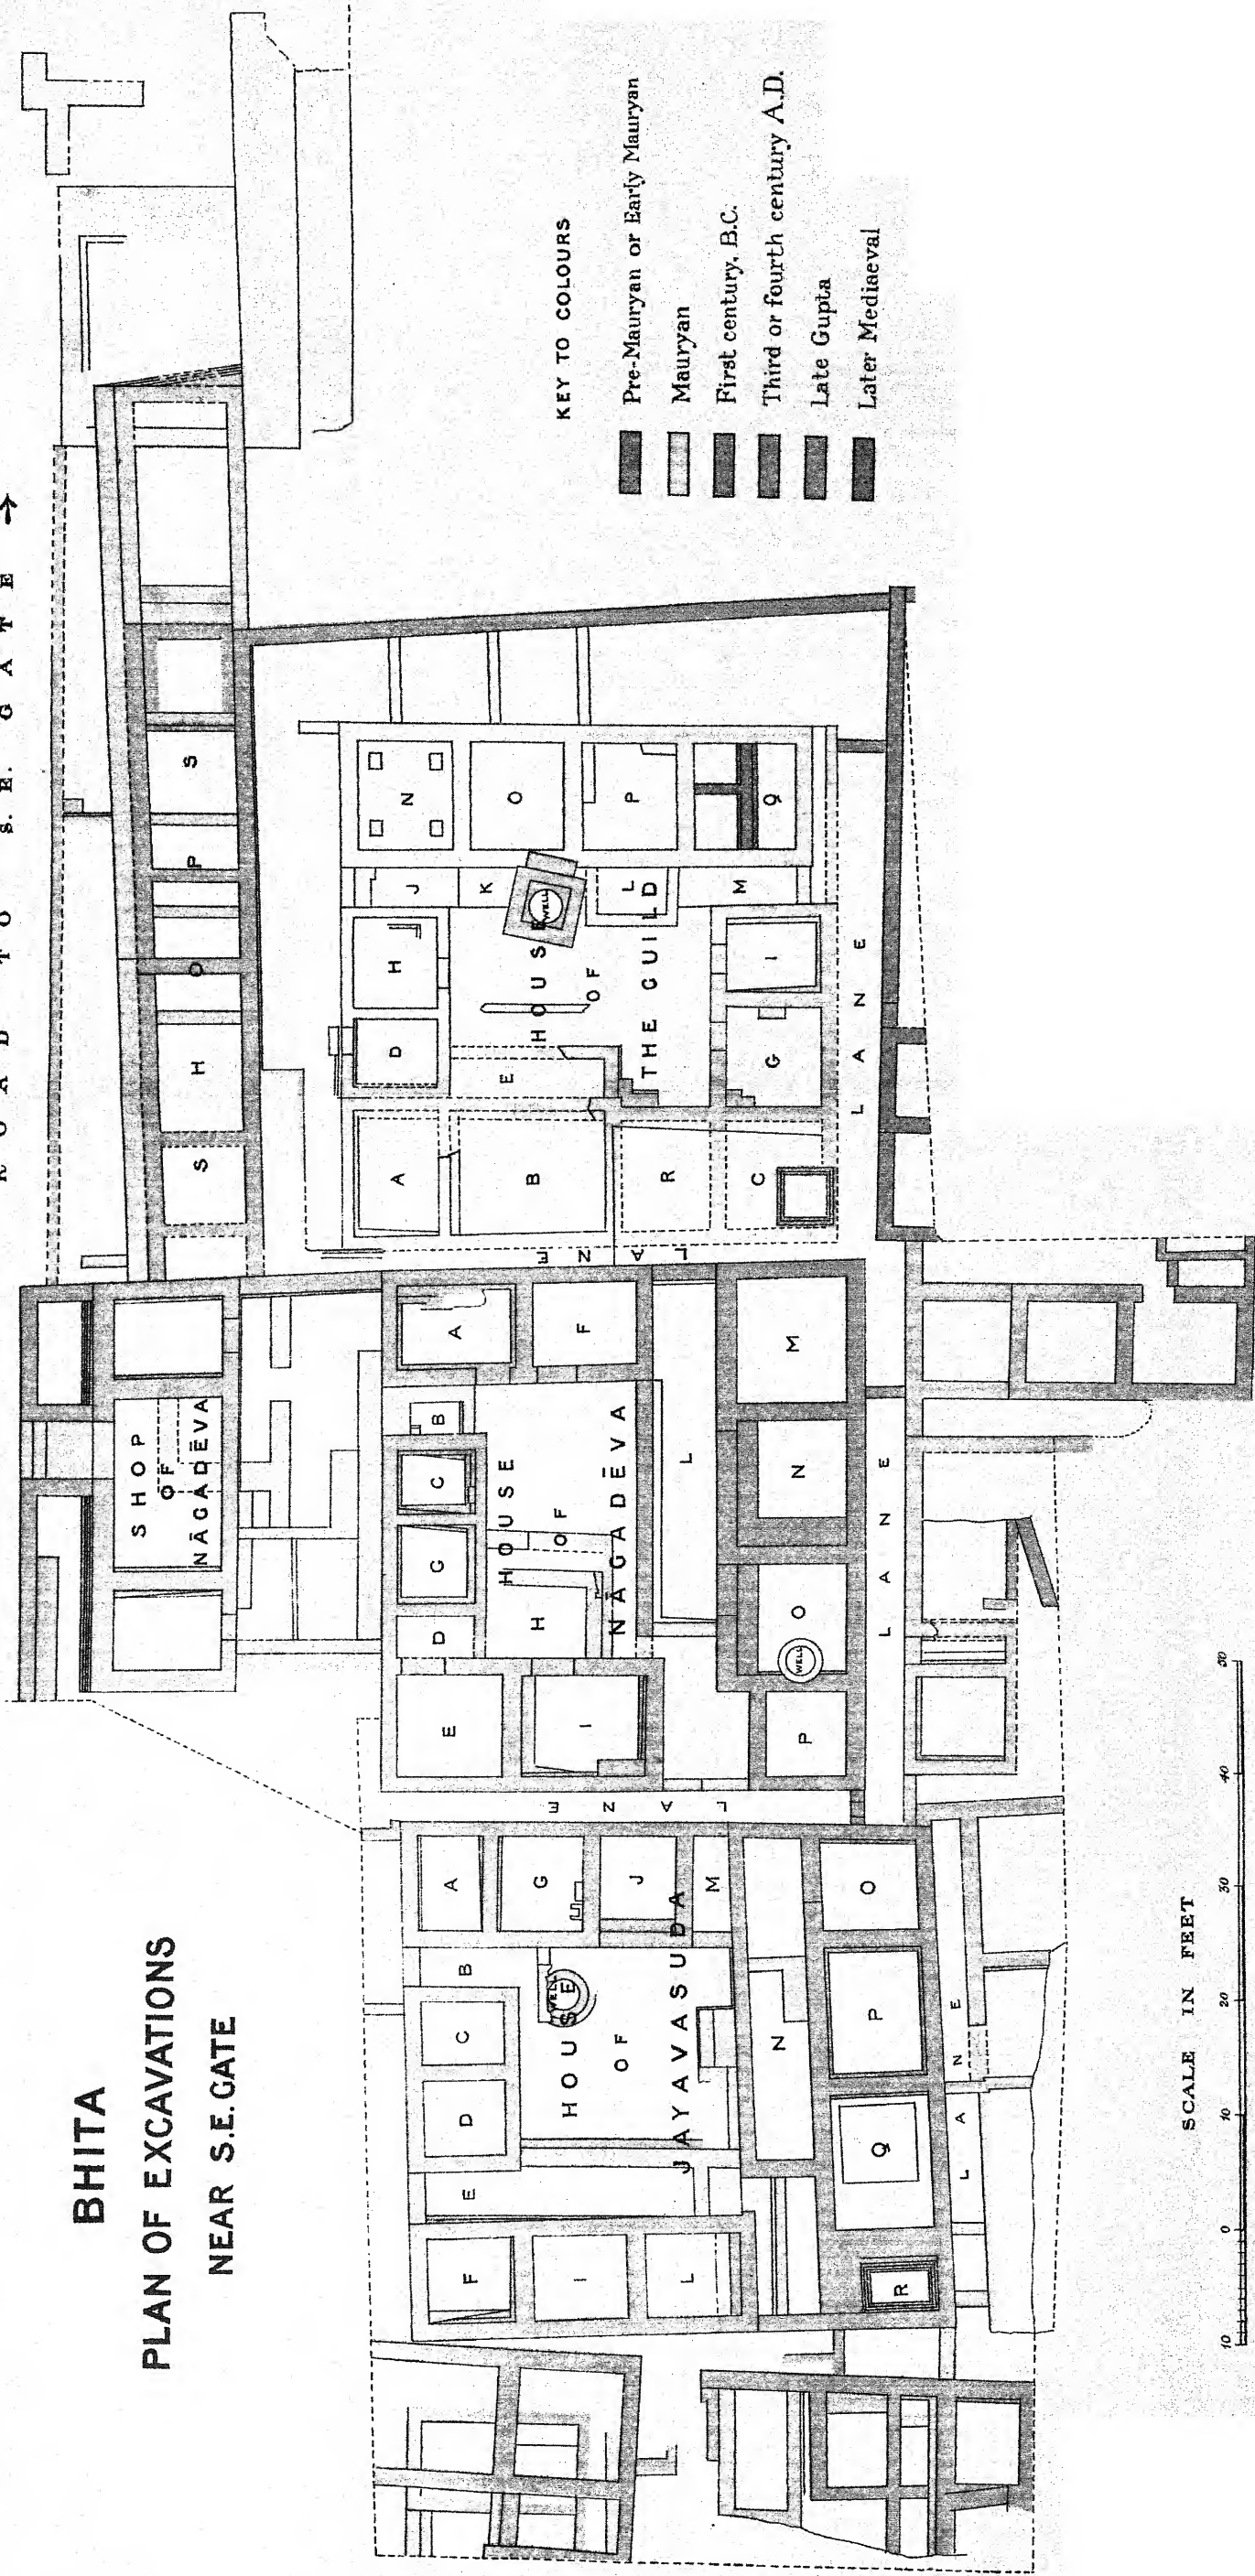 BHITA
PLAN OF EXCAVATIONS
NEAR S.E. GATE
ROAD TO S.E. GATE →
SHOPS
SHOP
OF
NĀGADĒVA
KEY TO COLOURS
Pre-Mauryan or Early Mauryan
Mauryan
First century. B.C.
Third or fourth century A.D.
Late Gupta
Later Mediaeval
HOUSE
OF
JAYAVASUDA
WELL
A
B
C
D
E
F
G
I
J
L
M
N
O
P
Q
R
LANE
LANE
HOUSE
OF
NĀGADĒVA
A
B
C
D
E
F
G
H
I
L
M
N
O
WELL
P
LANE
LANE
HOUSE
OF
THE GUILD
WELL
A
B
C
D
E
G
H
I
J
K
L
M
N
O
P
Q
R
LANE
SCALE IN FEET
10 0 10 20 30 40 50